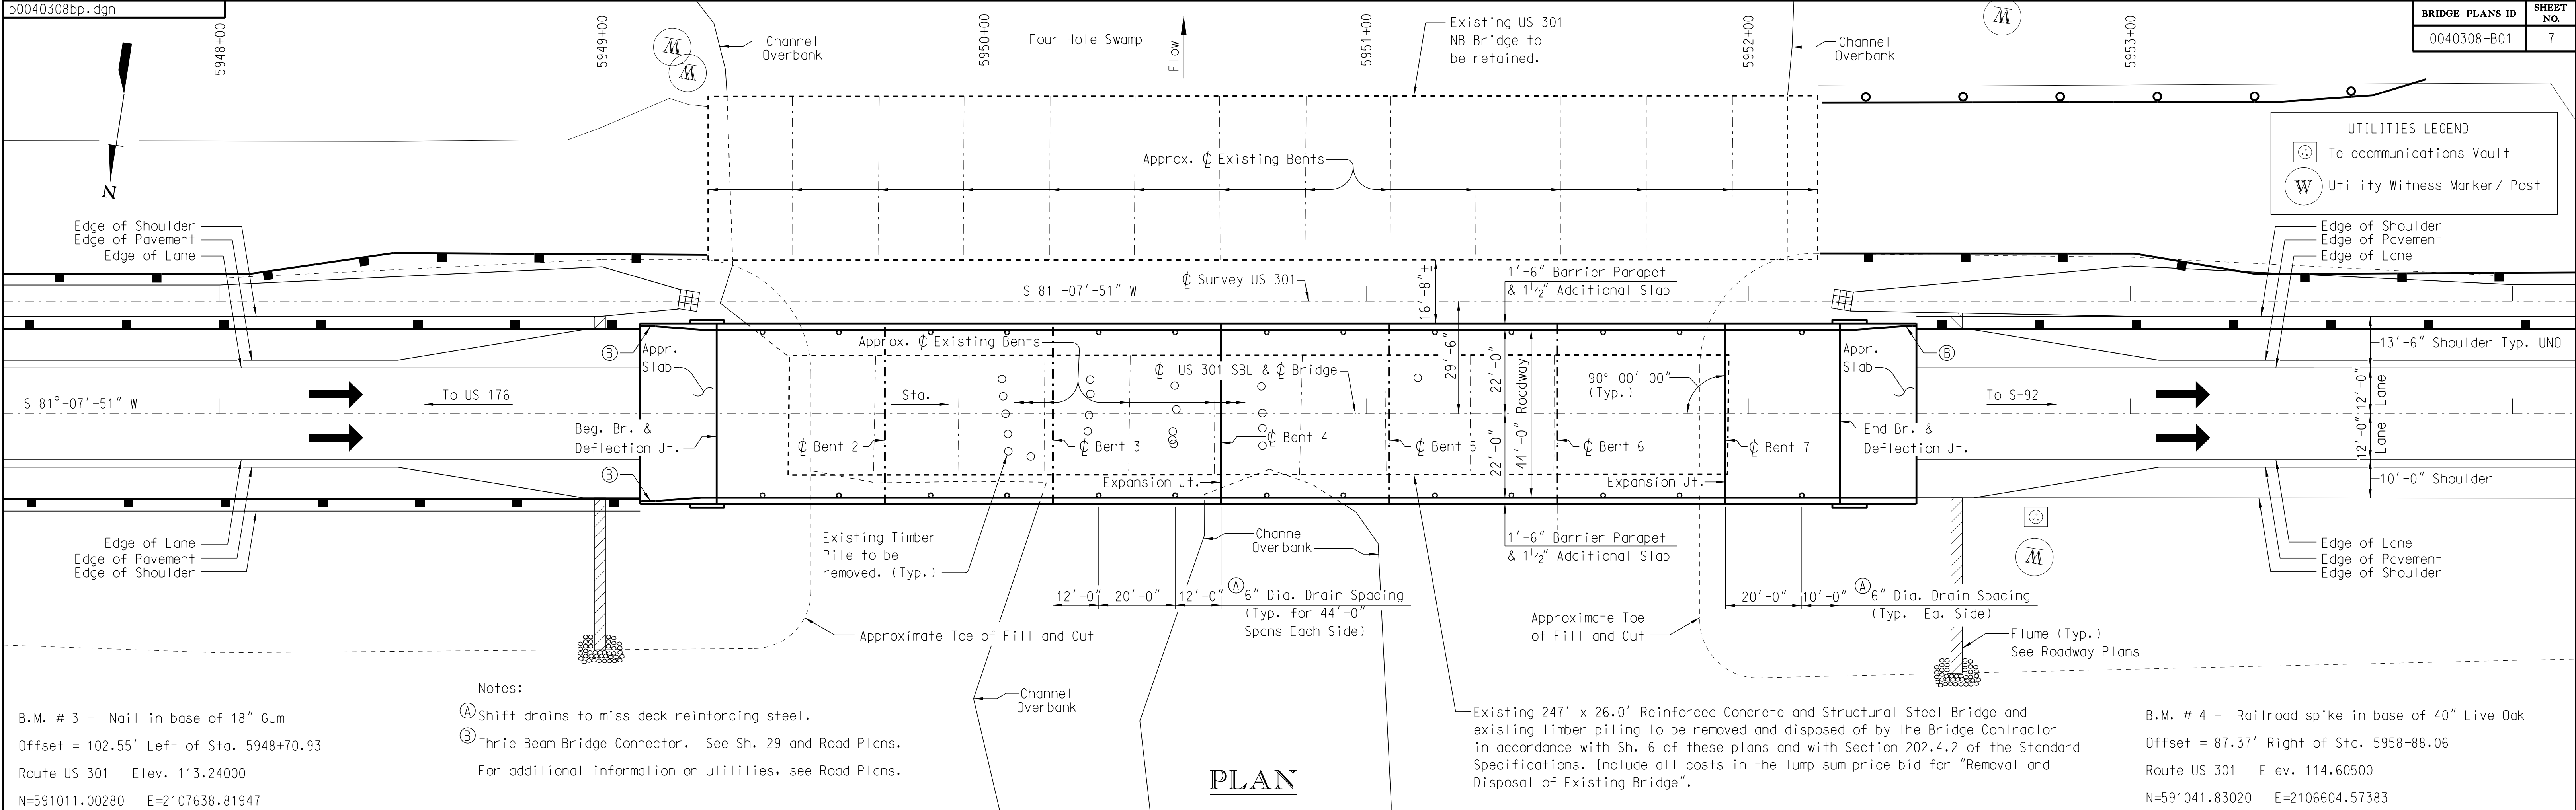 b0040308bp.dgn
BRIDGE PLANS ID
SHEET NO.
0040308-B01
7
5948+00
5949+00
5950+00
5951+00
5952+00
5953+00
W
W
W
Channel
Overbank
Four Hole Swamp
Flow
Existing US 301
NB Bridge to
be retained.
Channel
Overbank
N
UTILITIES LEGEND
Telecommunications Vault
W Utility Witness Marker/ Post
Approx. ℄ Existing Bents
Edge of Shoulder
Edge of Pavement
Edge of Lane
Edge of Shoulder
Edge of Pavement
Edge of Lane
S 81 -07'-51" W
℄ Survey US 301
16'-8"±
1'-6" Barrier Parapet
& 1 1/2" Additional Slab
29'-6"
B
Appr.
Slab
Approx. ℄ Existing Bents
℄ US 301 SBL & ℄ Bridge
22'-0"
22'-0"
44'-0" Roadway
90°-00'-00"
(Typ.)
Appr.
Slab
B
13'-6" Shoulder Typ. UNO
S 81°-07'-51" W
To US 176
Sta.
To S-92
12'-0"
Lane
12'-0"
Lane
Beg. Br. &
Deflection Jt.
℄ Bent 2
℄ Bent 3
℄ Bent 4
℄ Bent 5
℄ Bent 6
℄ Bent 7
End Br. &
Deflection Jt.
B
Expansion Jt.
Expansion Jt.
10'-0" Shoulder
Edge of Lane
Edge of Pavement
Edge of Shoulder
Existing Timber
Pile to be
removed. (Typ.)
Channel
Overbank
1'-6" Barrier Parapet
& 1 1/2" Additional Slab
W
Edge of Lane
Edge of Pavement
Edge of Shoulder
12'-0"
20'-0"
12'-0"
A 6" Dia. Drain Spacing
(Typ. for 44'-0"
Spans Each Side)
20'-0"
10'-0"
A 6" Dia. Drain Spacing
(Typ. Ea. Side)
Approximate Toe of Fill and Cut
Approximate Toe
of Fill and Cut
Flume (Typ.)
See Roadway Plans
Channel
Overbank
B.M. # 3 - Nail in base of 18" Gum
Offset = 102.55' Left of Sta. 5948+70.93
Route US 301 Elev. 113.24000
N=591011.00280 E=2107638.81947
Notes:
A Shift drains to miss deck reinforcing steel.
B Thrie Beam Bridge Connector. See Sh. 29 and Road Plans.
For additional information on utilities, see Road Plans.
PLAN
Existing 247' x 26.0' Reinforced Concrete and Structural Steel Bridge and
existing timber piling to be removed and disposed of by the Bridge Contractor
in accordance with Sh. 6 of these plans and with Section 202.4.2 of the Standard
Specifications. Include all costs in the lump sum price bid for "Removal and
Disposal of Existing Bridge".
B.M. # 4 - Railroad spike in base of 40" Live Oak
Offset = 87.37' Right of Sta. 5958+88.06
Route US 301 Elev. 114.60500
N=591041.83020 E=2106604.57383